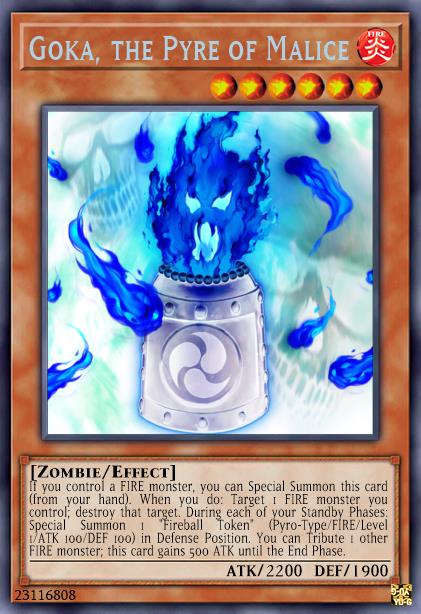 GOKA, THE PYRE OF MALICE
FIRE
炎
[ZOMBIE/EFFECT]
If you control a FIRE monster, you can Special Summon this card
(from your hand). When you do: Target 1 FIRE monster you
control; destroy that target. During each of your Standby Phases:
Special Summon 1 "Fireball Token" (Pyro-Type/FIRE/Level
1/ATK 100/DEF 100) in Defense Position. You can Tribute 1 other
FIRE monster; this card gains 500 ATK until the End Phase.
ATK/2200 DEF/1900
23116808